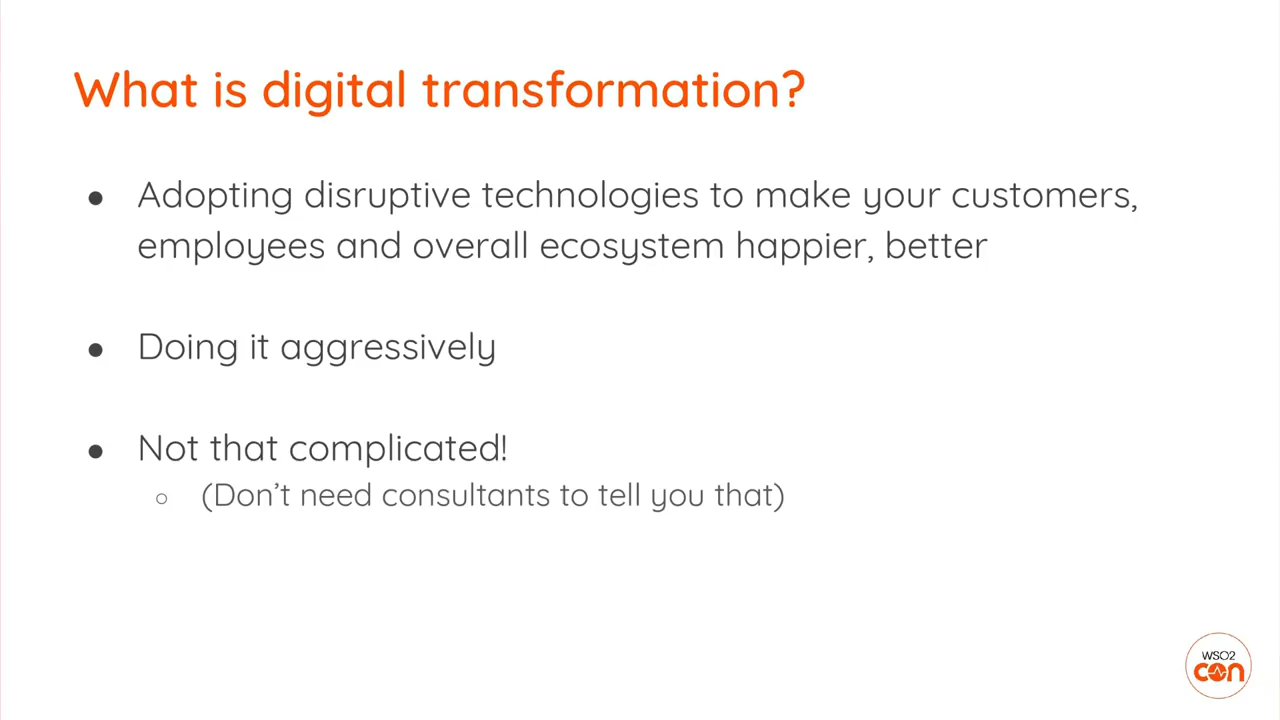 What is digital transformation?
● Adopting disruptive technologies to make your customers,
employees and overall ecosystem happier, better
● Doing it aggressively
● Not that complicated!
○ (Don’t need consultants to tell you that)
WSO2
con